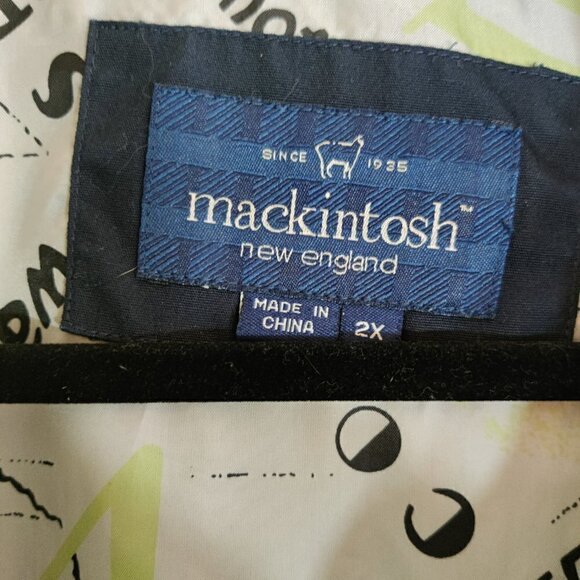 SINCE 1935
mackintosh™
new england
MADE IN
CHINA
2X